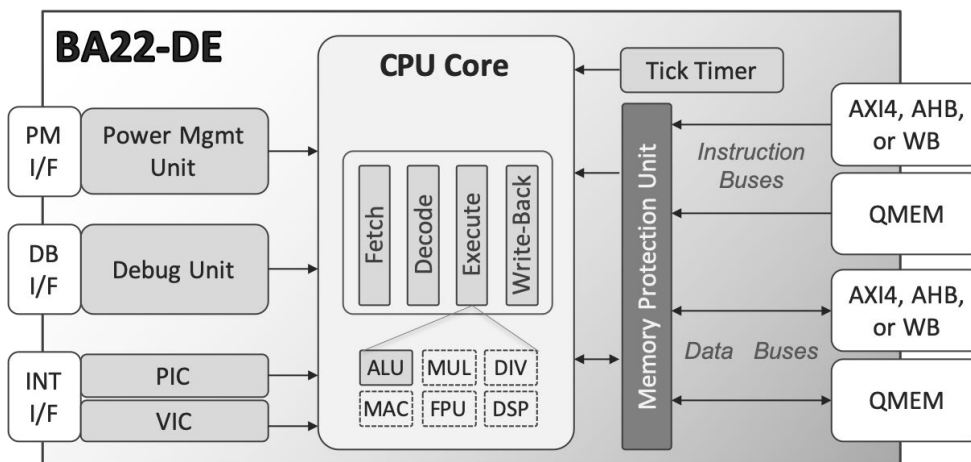 BA22-DE
CPU Core
Tick Timer
PM
I/F
Power Mgmt
Unit
DB
I/F
Debug Unit
INT
I/F
PIC
VIC
Fetch
Decode
Execute
Write-Back
ALU
MUL
DIV
MAC
FPU
DSP
Memory Protection Unit
Instruction
Buses
Data Buses
AXI4, AHB,
or WB
QMEM
AXI4, AHB,
or WB
QMEM